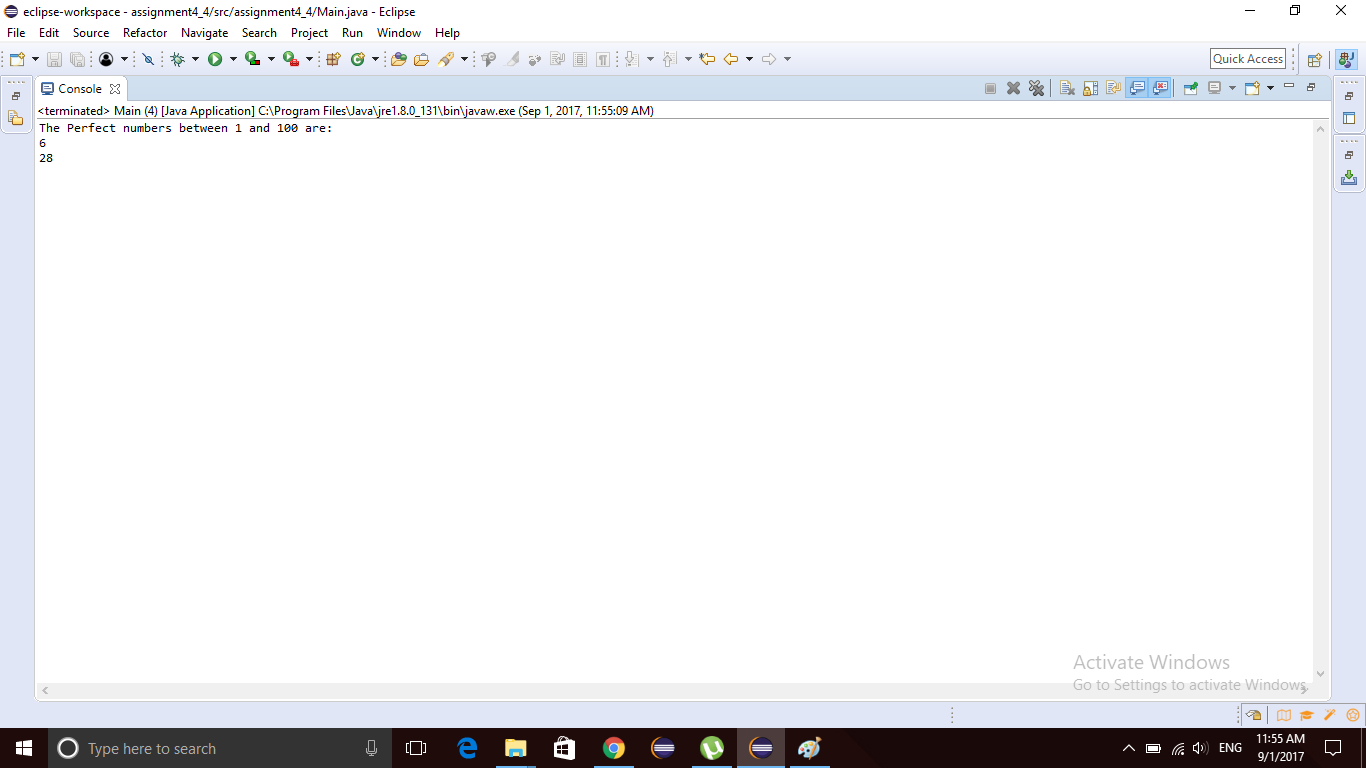 eclipse-workspace - assignment4_4/src/assignment4_4/Main.java - Eclipse
File Edit Source Refactor Navigate Search Project Run Window Help
Quick Access
Console
<terminated> Main (4) [Java Application] C:\Program Files\Java\jre1.8.0_131\bin\javaw.exe (Sep 1, 2017, 11:55:09 AM)
The Perfect numbers between 1 and 100 are:
6
28
Activate Windows
Go to Settings to activate Windows.
Type here to search
ENG
11:55 AM
9/1/2017